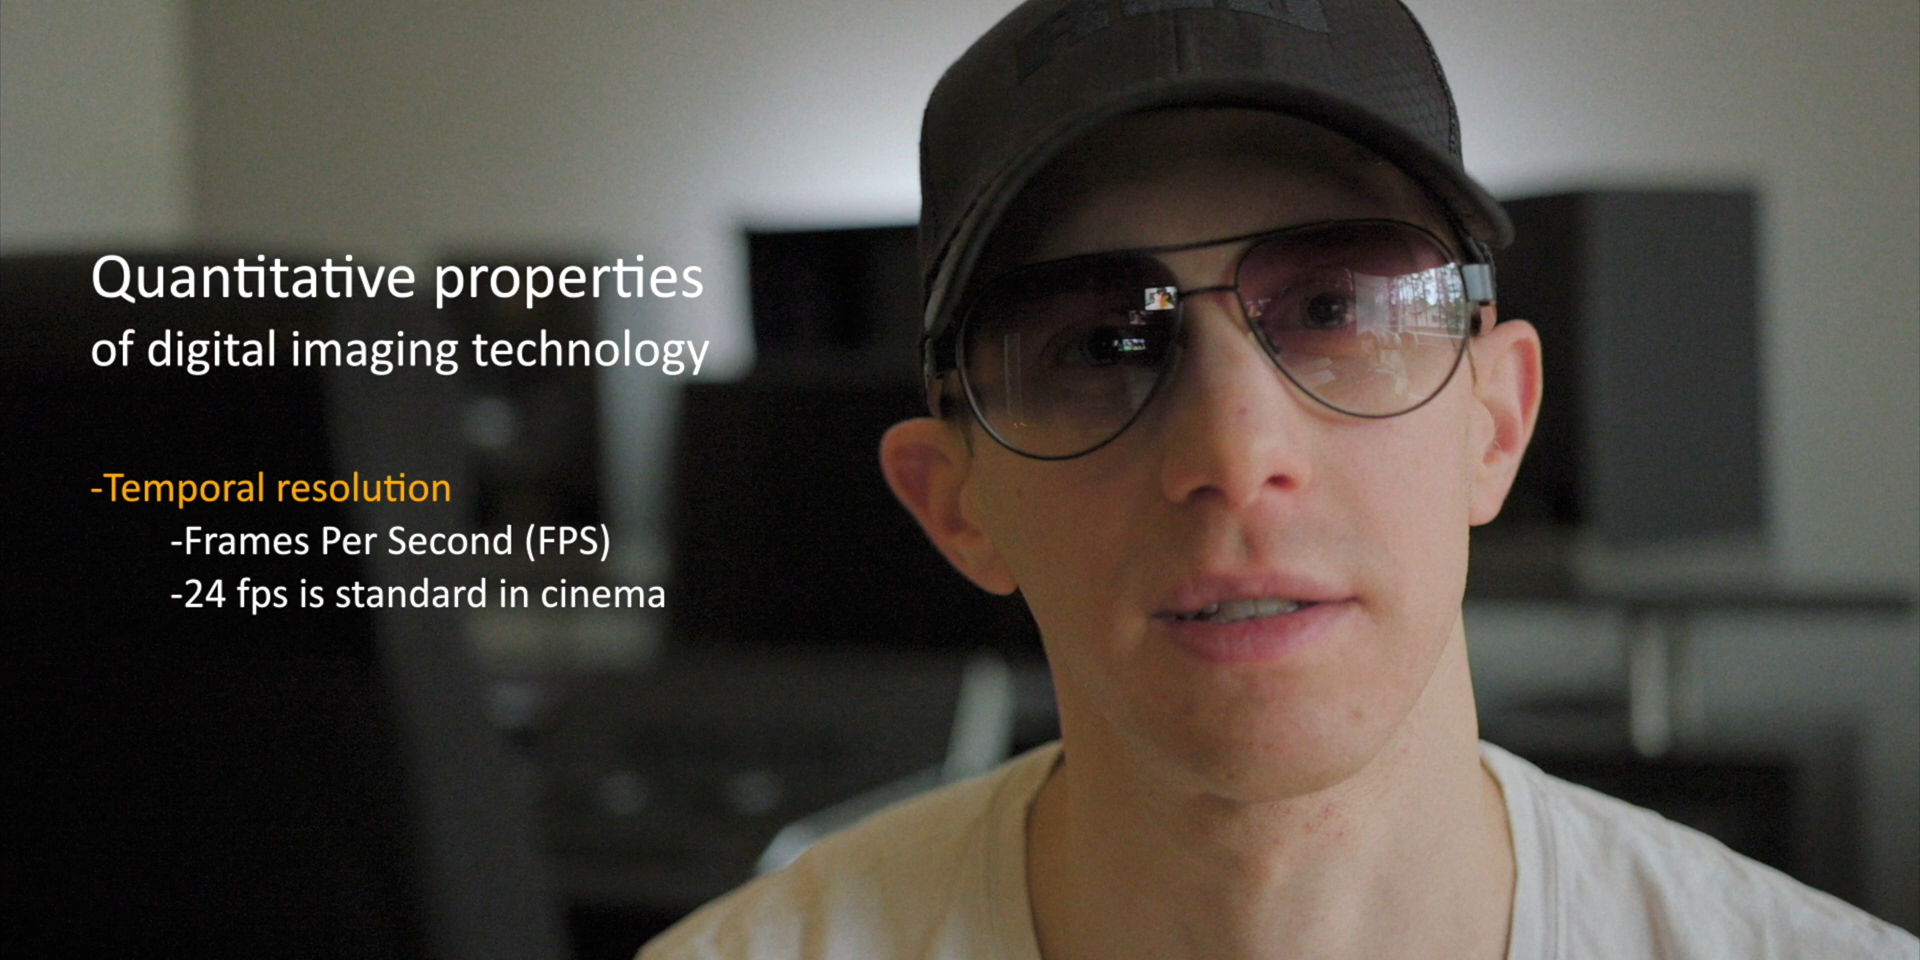 Quantitative properties
of digital imaging technology
-Temporal resolution
-Frames Per Second (FPS)
-24 fps is standard in cinema